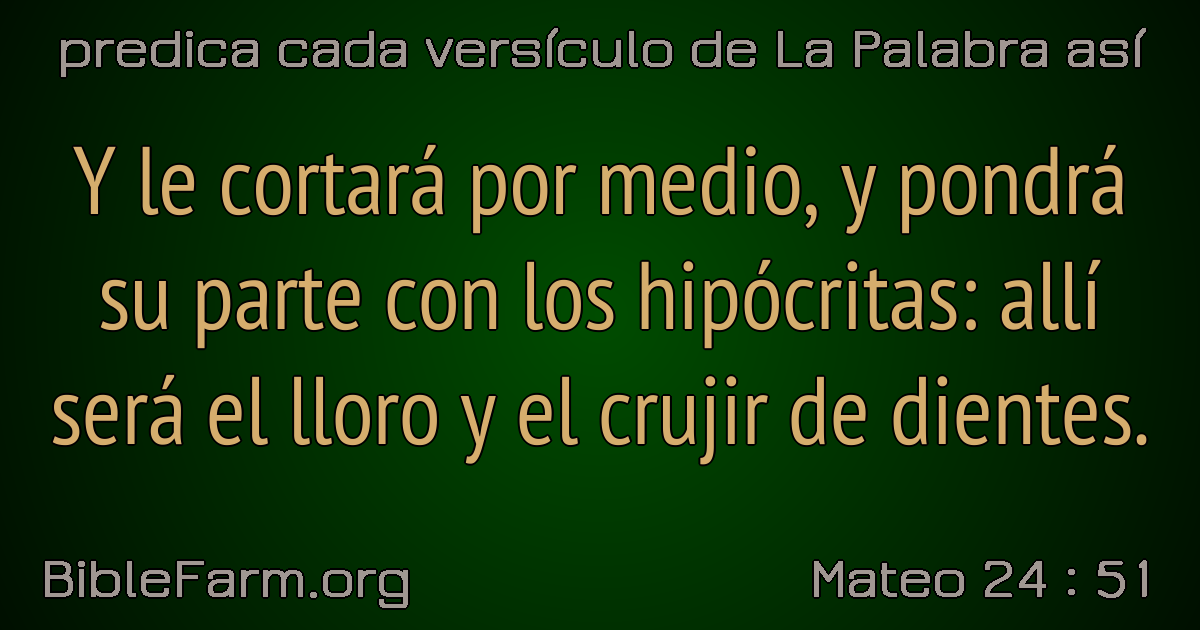 predica cada versículo de La Palabra así
Y le cortará por medio, y pondrá
su parte con los hipócritas: allí
será el lloro y el crujir de dientes.
BibleFarm.org
Mateo 24 : 51